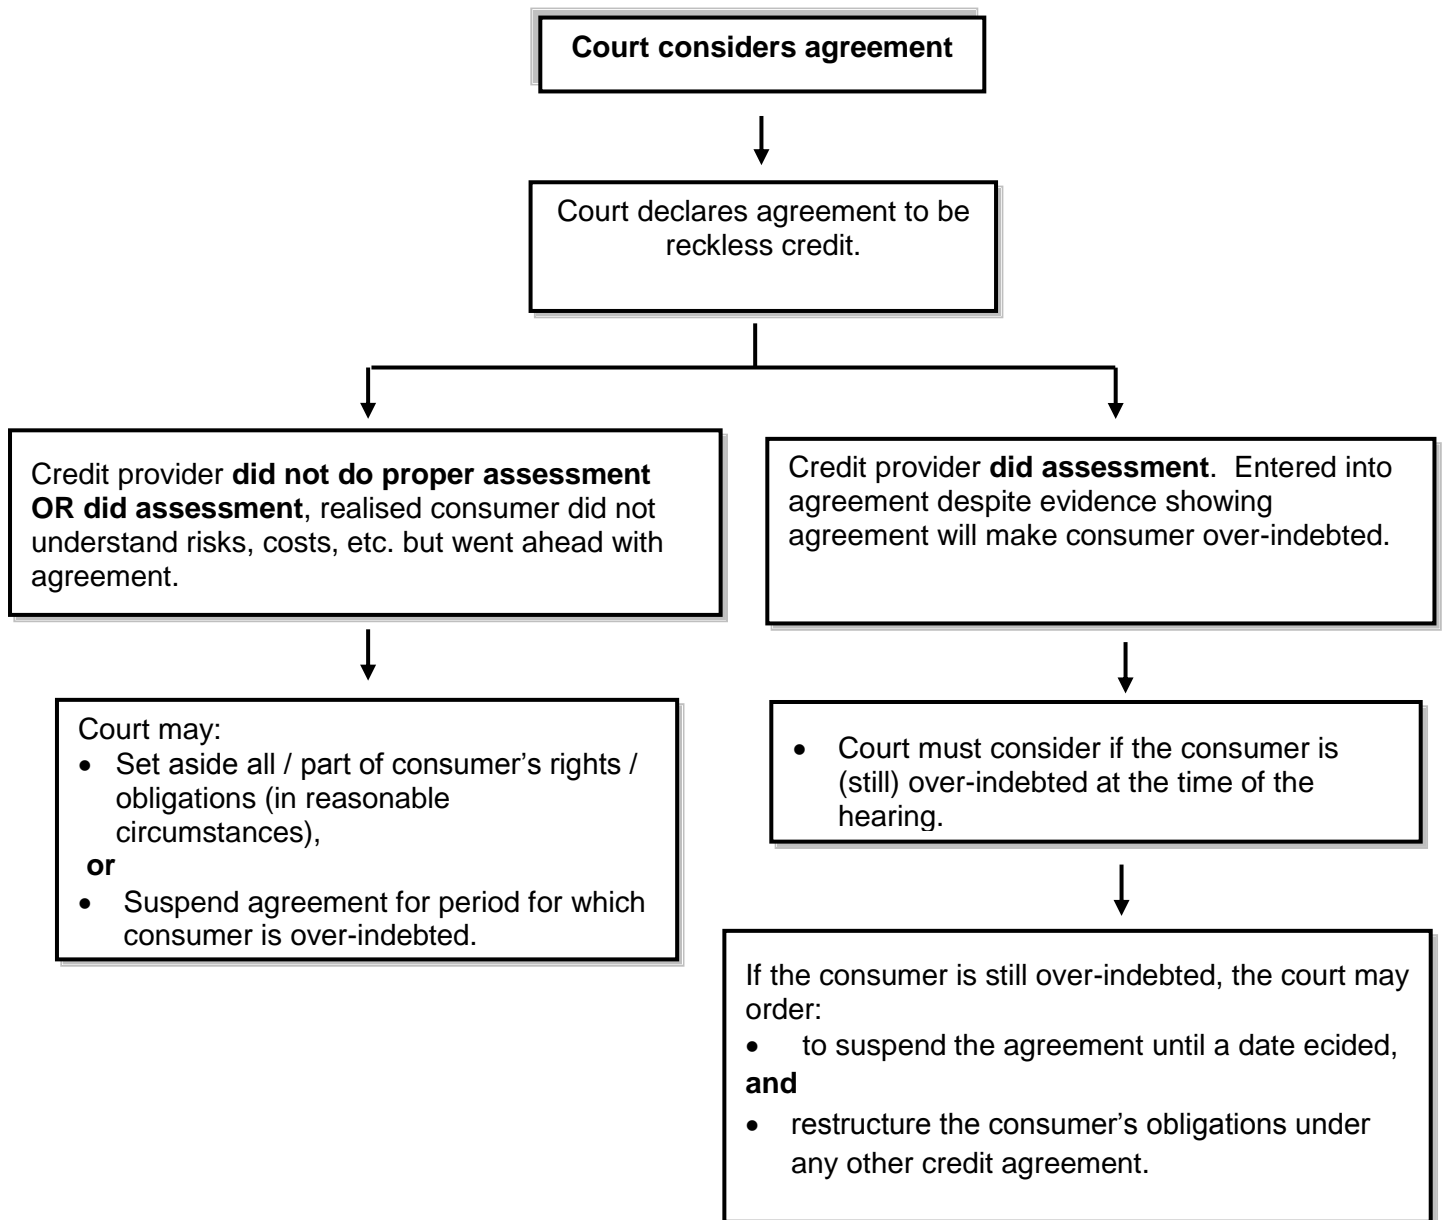 Court considers agreement
Court declares agreement to be
reckless credit.
Credit provider did not do proper assessment
OR did assessment, realised consumer did not
understand risks, costs, etc. but went ahead with
agreement.
Credit provider did assessment.  Entered into
agreement despite evidence showing
agreement will make consumer over-indebted.
Court may:
• Set aside all / part of consumer’s rights /
obligations (in reasonable
circumstances),
or
• Suspend agreement for period for which
consumer is over-indebted.
• Court must consider if the consumer is
(still) over-indebted at the time of the
hearing.
If the consumer is still over-indebted, the court may
order:
• to suspend the agreement until a date ecided,
and
• restructure the consumer’s obligations under
any other credit agreement.